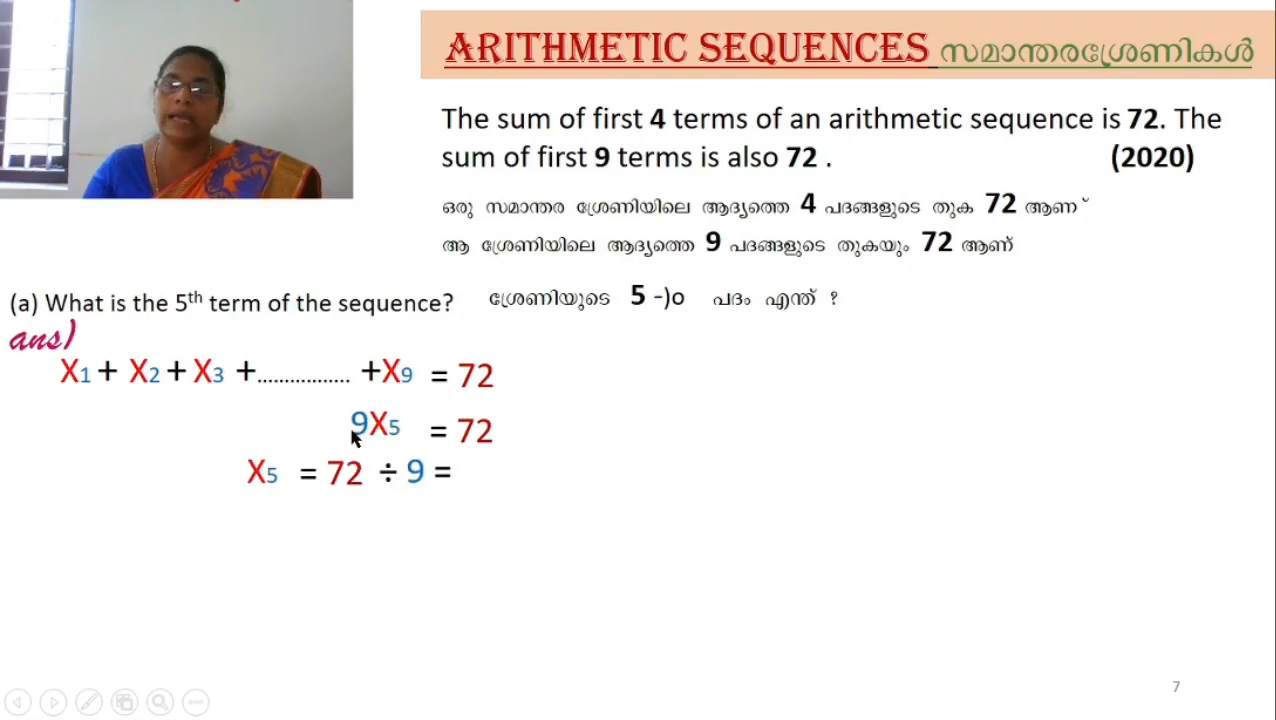 ARITHMETIC SEQUENCES സമാന്തരശ്രേണികൾ
The sum of first 4 terms of an arithmetic sequence is 72. The
sum of first 9 terms is also 72 . (2020)
ഒരു സമാന്തര ശ്രേണിയിലെ ആദ്യത്തെ 4 പദങ്ങളുടെ തുക 72 ആണ്
ആ ശ്രേണിയിലെ ആദ്യത്തെ 9 പദങ്ങളുടെ തുകയും 72 ആണ്
(a) What is the 5th term of the sequence? ശ്രേണിയുടെ 5 -)o പദം എന്ത് ?
ans)
X1 + X2 + X3 +................. +X9 = 72
9X5 = 72
X5 = 72 ÷ 9 =
7